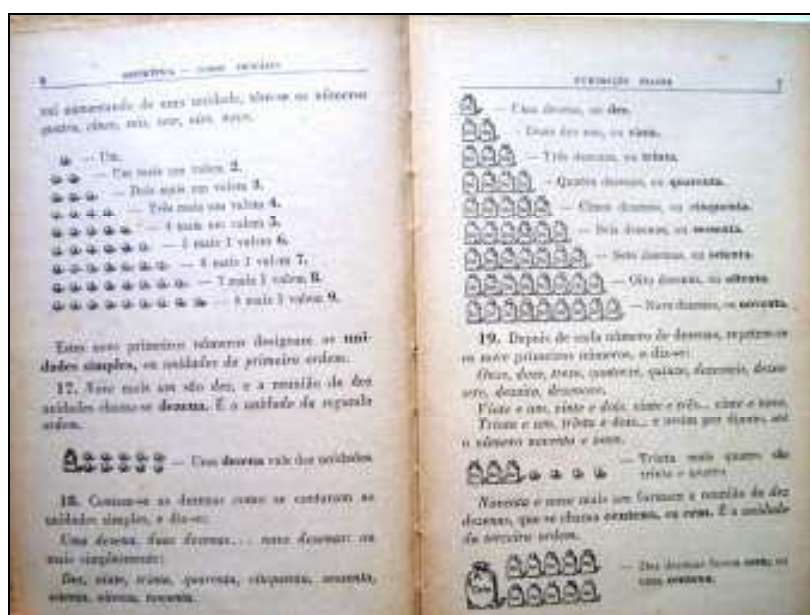 vai aumentando de uma unidade, têm-se os números
quatro, cinco, seis, sete, oito, nove.
— Um.
— Um mais um valem 2.
— Dois mais um valem 3.
— Três mais um valem 4.
— 4 mais um valem 5.
— 5 mais 1 valem 6.
— 6 mais 1 valem 7.
— 7 mais 1 valem 8.
— 8 mais 1 valem 9.
Estes nove primeiros números designam as uni-
dades simples, ou unidades da primeira ordem.
17. Nove mais um são dez, e a reunião de dez
unidades chama-se dezena. É a unidade da segunda
ordem.
— Uma dezena vale dez unidades
18. Contam-se as dezenas como se contaram as
unidades simples, e diz-se:
Uma dezena, duas dezenas... nove dezenas: ou
mais simplesmente:
Dez, vinte, trinta, quarenta, cinquenta, sessenta,
setenta, oitenta, noventa.
NUMERAÇÃO FALADA
7
— Uma dezena, ou dez.
— Duas dezenas, ou vinte.
— Três dezenas, ou trinta.
— Quatro dezenas, ou quarenta.
— Cinco dezenas, ou cinquenta.
— Seis dezenas, ou sessenta.
— Sete dezenas, ou setenta.
— Oito dezenas, ou oitenta.
— Nove dezenas, ou noventa.
19. Depois de cada número de dezenas, repetem-se
os nove primeiros números, e diz-se:
Onze, doze, treze, quatorze, quinze, dezesseis, dezes-
sete, dezoito, dezenove.
Vinte e um, vinte e dois, vinte e três... vinte e nove.
Trinta e um, trinta e dois... e assim por diante, até
o número noventa e nove.
— Trinta mais quatro são
trinta e quatro.
Noventa e nove mais um formam a reunião de dez
dezenas, que se chama centena, ou cem. É a unidade
da terceira ordem.
— Dez dezenas fazem cem, ou
uma centena.